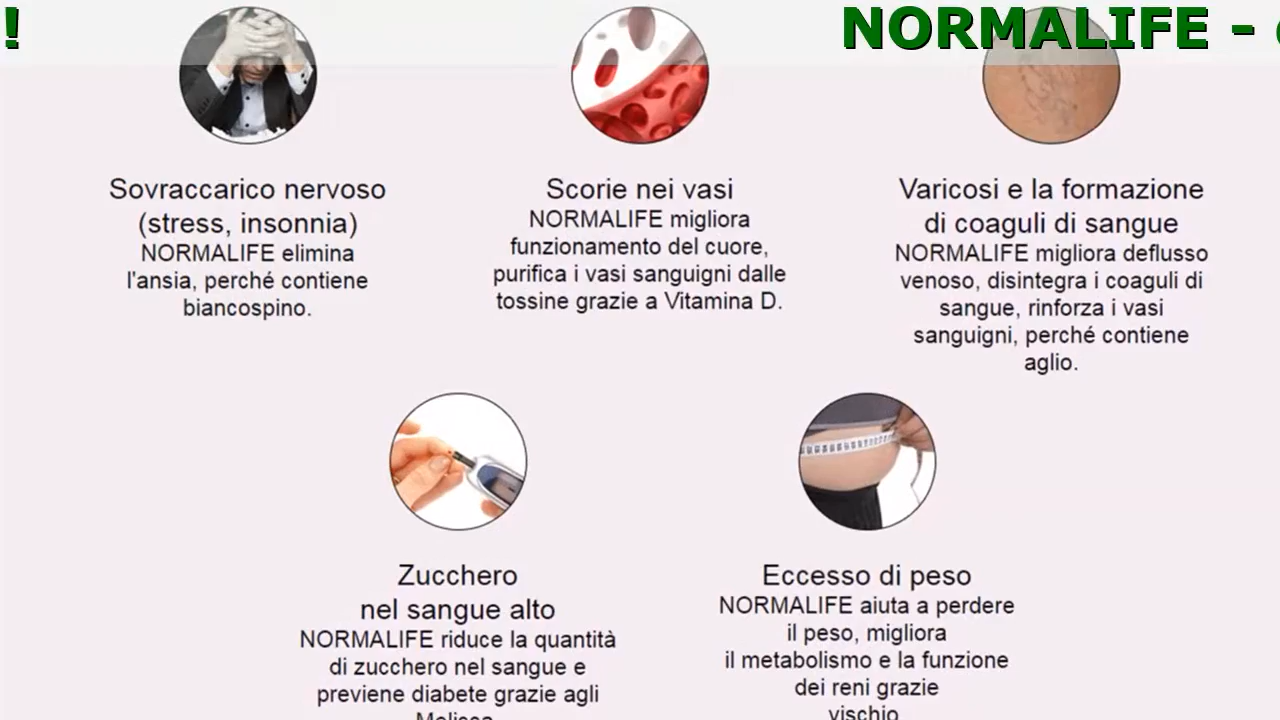 !
NORMALIFE -
Sovraccarico nervoso
(stress, insonnia)
NORMALIFE elimina
l'ansia, perché contiene
biancospino.
Scorie nei vasi
NORMALIFE migliora
funzionamento del cuore,
purifica i vasi sanguigni dalle
tossine grazie a Vitamina D.
Varicosi e la formazione
di coaguli di sangue
NORMALIFE migliora deflusso
venoso, disintegra i coaguli di
sangue, rinforza i vasi
sanguigni, perché contiene
aglio.
Zucchero
nel sangue alto
NORMALIFE riduce la quantità
di zucchero nel sangue e
previene diabete grazie agli
Melissa
Eccesso di peso
NORMALIFE aiuta a perdere
il peso, migliora
il metabolismo e la funzione
dei reni grazie
vischio